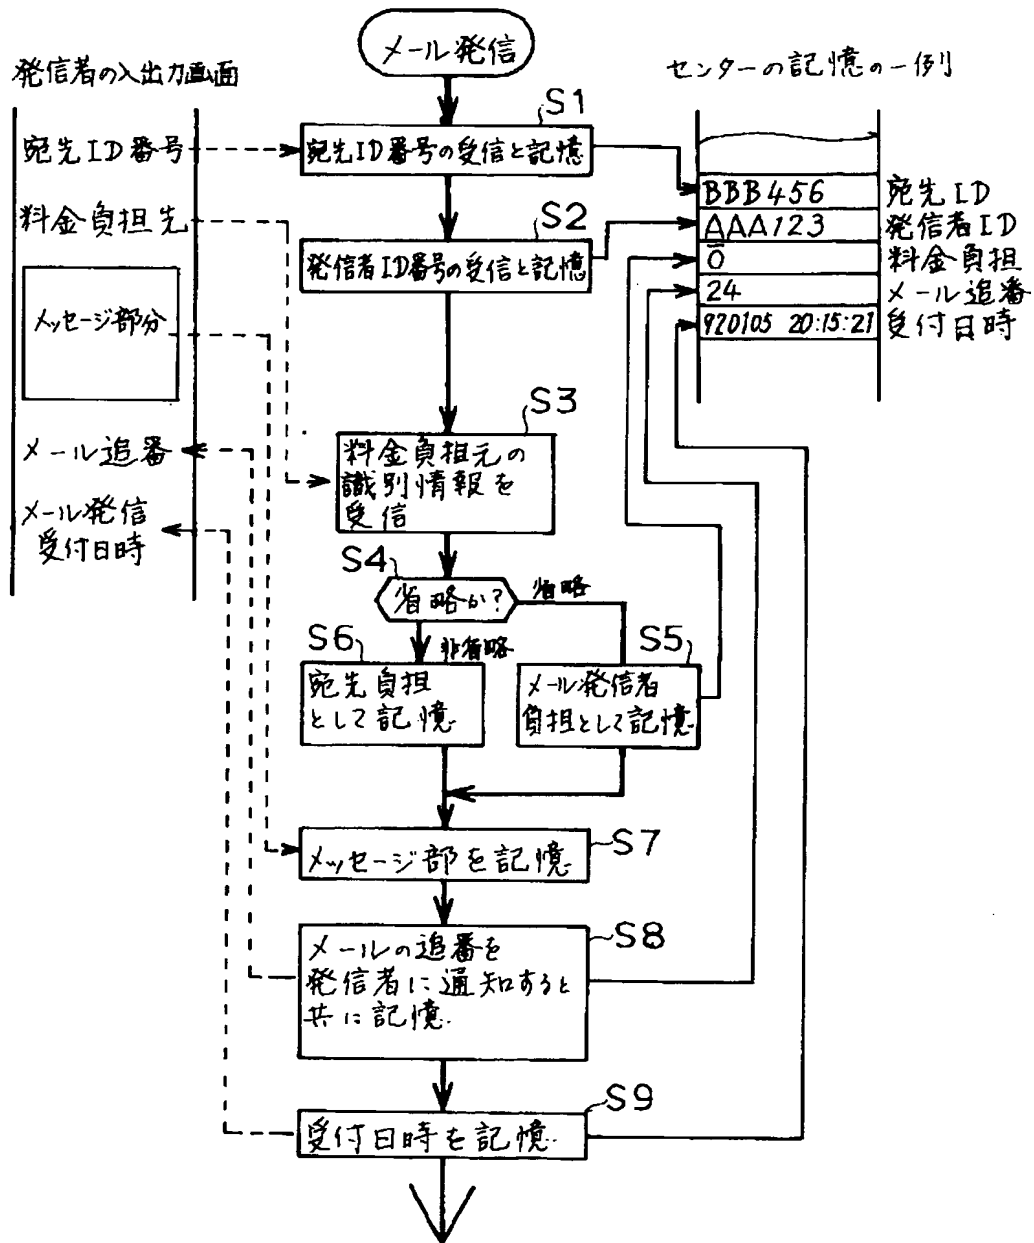 メール発信
発信者の入出力画面
センターの記憶の一例
S1
宛先ID番号
宛先ID番号の受信と記憶
BBB456
宛先ID
料金負担先
S2
AAA123
発信者ID
発信者ID番号の受信と記憶
0
料金負担
24
メール追番
メッセージ部分
920105 20:15:21
受付日時
S3
メール追番
料金負担元の
識別情報を
受信
メール発信
受付日時
S4
省略か?
省略
S6
非省略
S5
宛先負担
として記憶
メール発信者
負担として記憶
メッセージ部を記憶
S7
メールの追番を
発信者に通知すると
共に記憶
S8
S9
受付日時を記憶